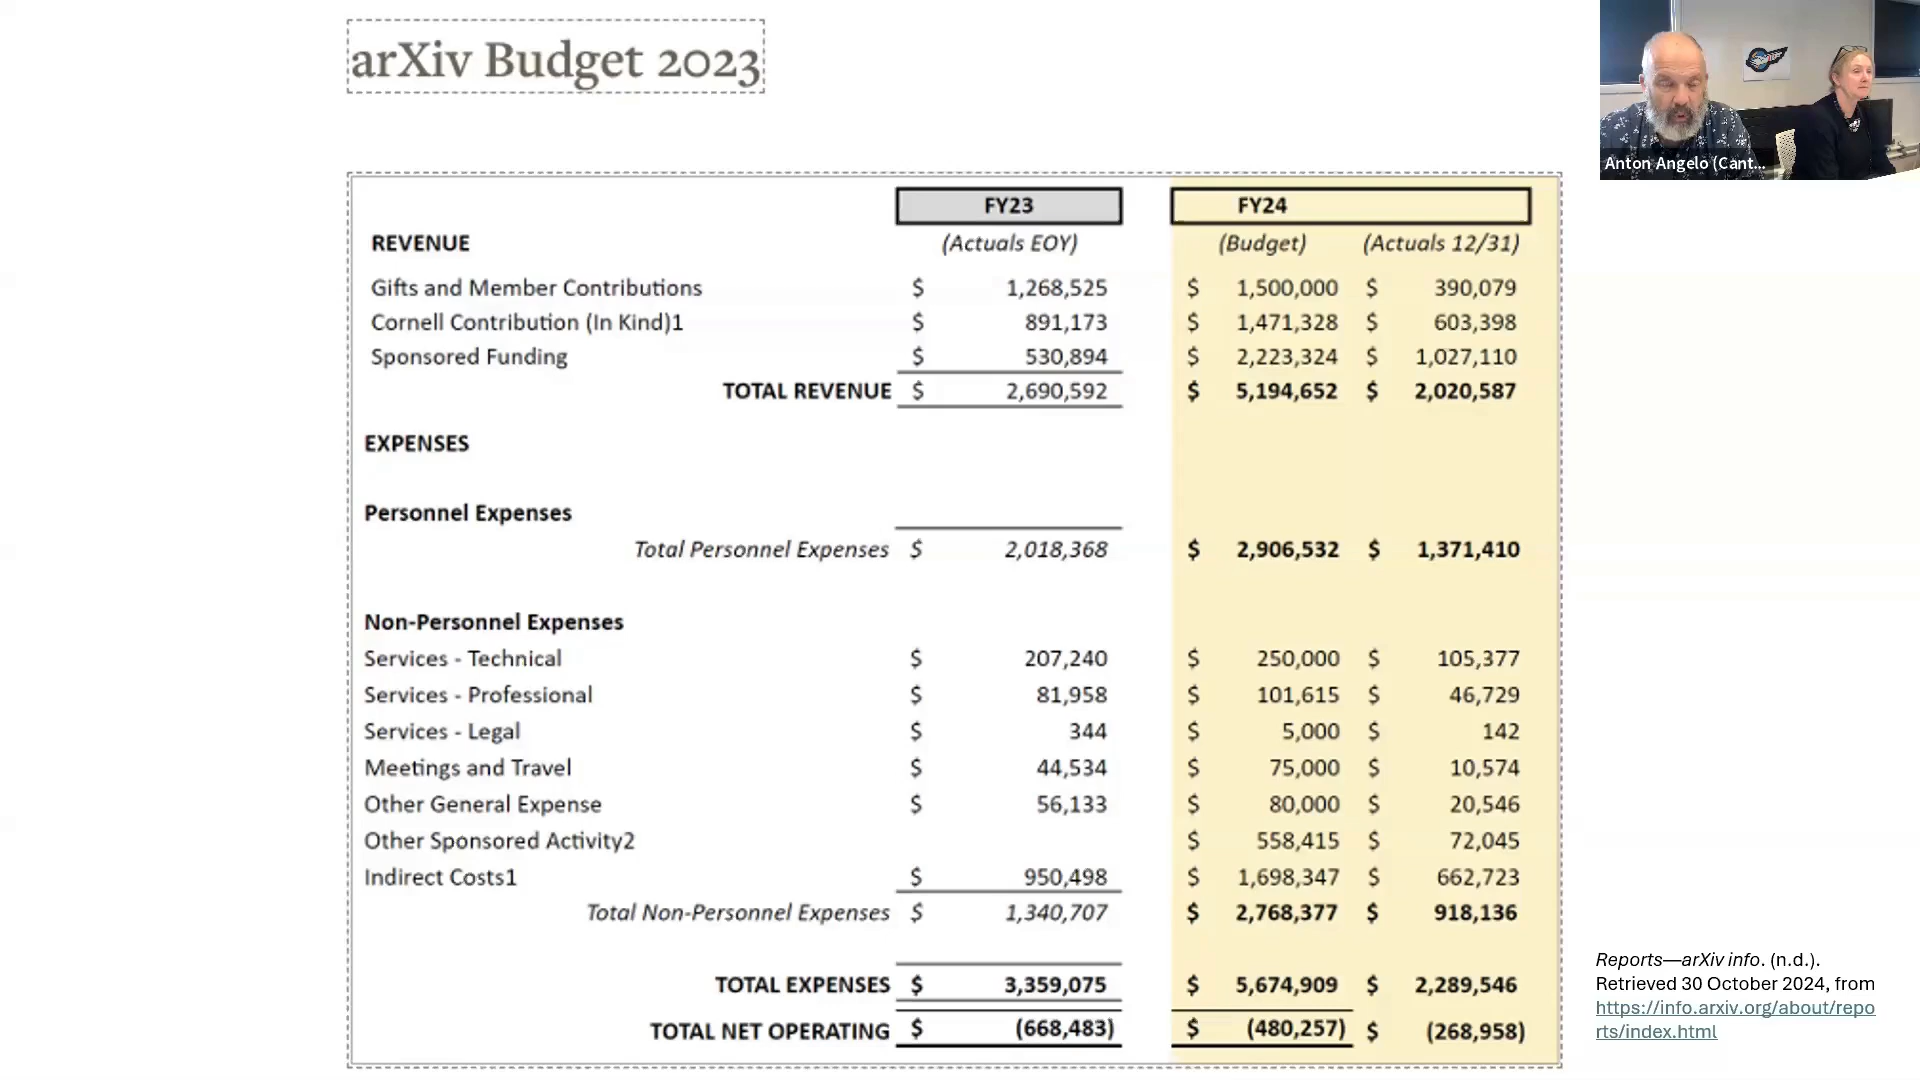 arXiv Budget 2023
Anton Angelo (Cant...
FY23 FY24
REVENUE (Actuals EOY) (Budget) (Actuals 12/31)
Gifts and Member Contributions $ 1,268,525 $ 1,500,000 $ 390,079
Cornell Contribution (In Kind)1 $ 891,173 $ 1,471,328 $ 603,398
Sponsored Funding $ 530,894 $ 2,223,324 $ 1,027,110
TOTAL REVENUE $ 2,690,592 $ 5,194,652 $ 2,020,587
EXPENSES
Personnel Expenses
Total Personnel Expenses $ 2,018,368 $ 2,906,532 $ 1,371,410
Non-Personnel Expenses
Services - Technical $ 207,240 $ 250,000 $ 105,377
Services - Professional $ 81,958 $ 101,615 $ 46,729
Services - Legal $ 344 $ 5,000 $ 142
Meetings and Travel $ 44,534 $ 75,000 $ 10,574
Other General Expense $ 56,133 $ 80,000 $ 20,546
Other Sponsored Activity2 $ 558,415 $ 72,045
Indirect Costs1 $ 950,498 $ 1,698,347 $ 662,723
Total Non-Personnel Expenses $ 1,340,707 $ 2,768,377 $ 918,136
TOTAL EXPENSES $ 3,359,075 $ 5,674,909 $ 2,289,546
TOTAL NET OPERATING $ (668,483) $ (480,257) $ (268,958)
Reports—arXiv info. (n.d.).
Retrieved 30 October 2024, from
https://info.arxiv.org/about/repo
rts/index.html